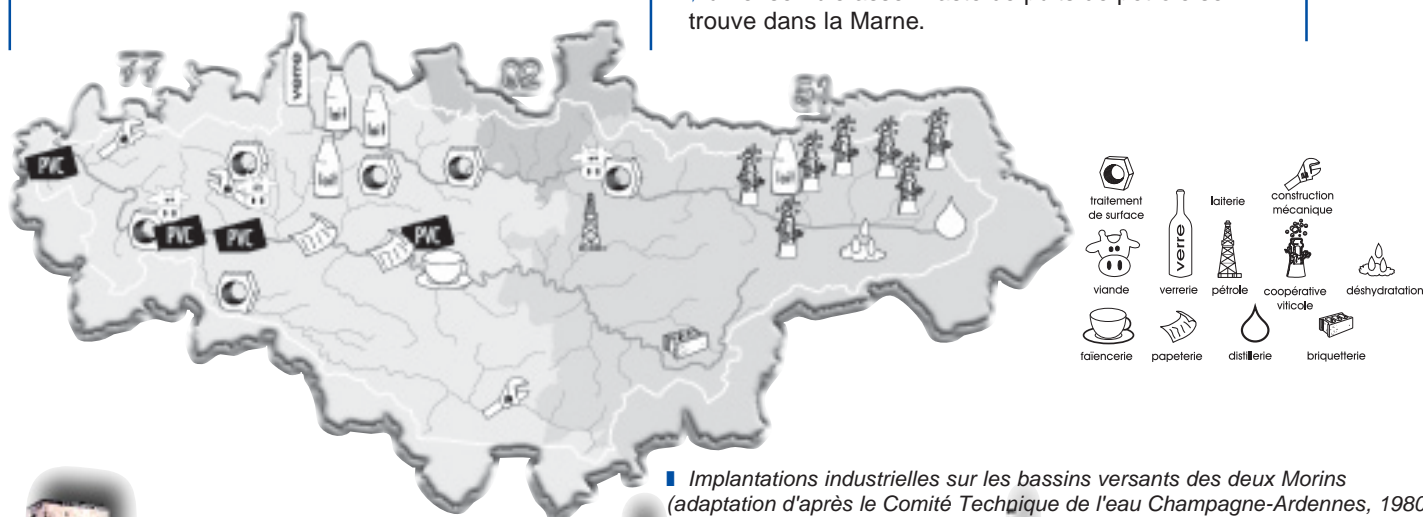 trouve dans la Marne.
77
02
51
verre
lait
lait
lait
lait
PVC
PVC
PVC
PVC
traitement
de surface
verre
laiterie
construction
mécanique
viande
verrerie
pétrole
coopérative
viticole
déshydratation
faïencerie
papeterie
distillerie
briquetterie
Implantations industrielles sur les bassins versants des deux Morins
(adaptation d'après le Comité Technique de l'eau Champagne-Ardennes, 1980